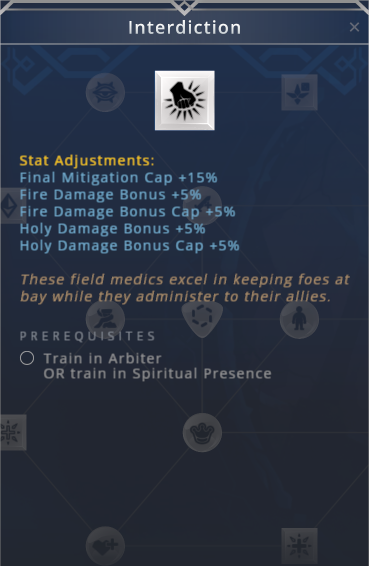 Interdiction
Stat Adjustments:
Final Mitigation Cap +15%
Fire Damage Bonus +5%
Fire Damage Bonus Cap +5%
Holy Damage Bonus +5%
Holy Damage Bonus Cap +5%
These field medics excel in keeping foes at
bay while they administer to their allies.
PREREQUISITES
Train in Arbiter
OR train in Spiritual Presence